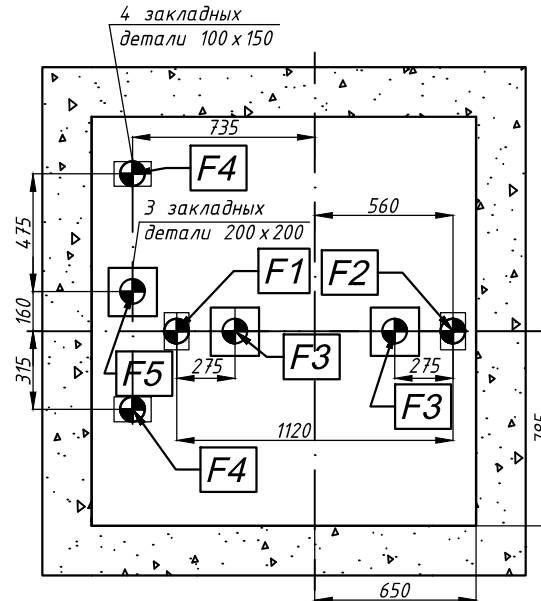 4 закладных
детали 100 x 150
735
F4
3 закладных
детали 200 x 200
560
475
F1
F2
160
F5
275
F3
275
F3
315
1120
785
F4
650